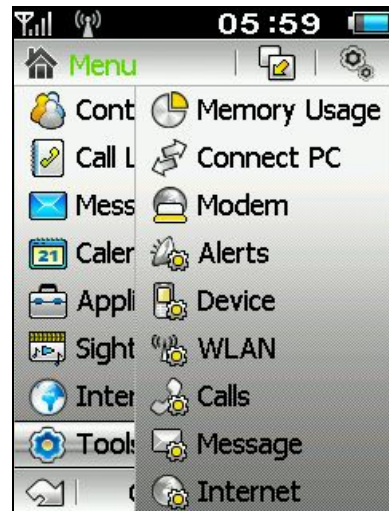 05:59
Menu
Cont
Memory Usage
Call L
Connect PC
Mess
Modem
21
Caler
Alerts
Appli
Device
Sight
WLAN
Inter
Calls
Tools
Message
Internet